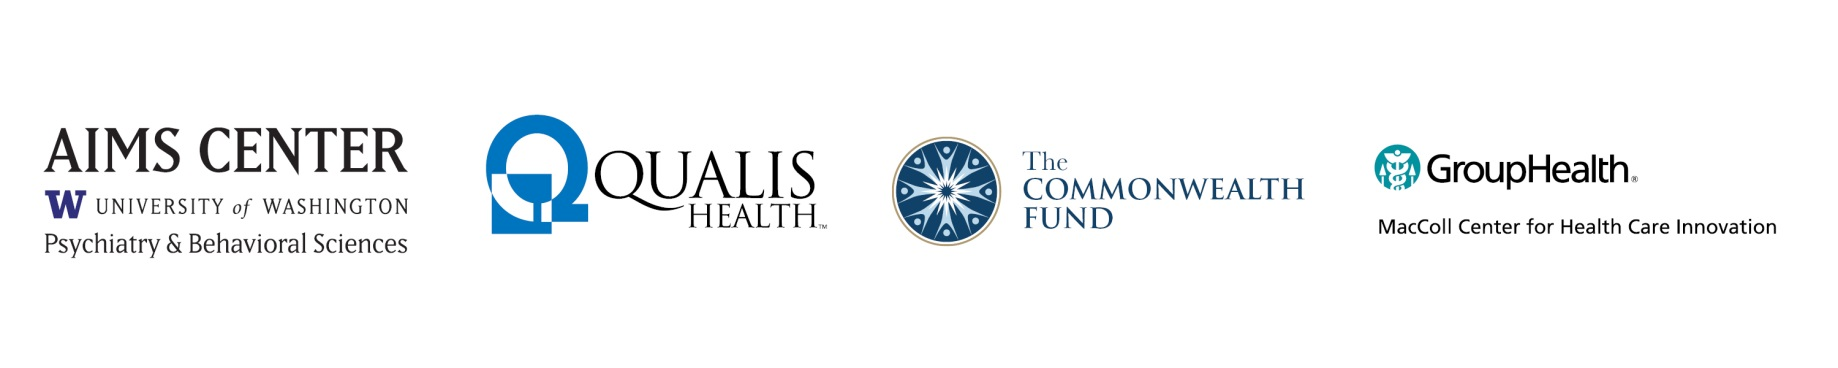 AIMS CENTER
W UNIVERSITY of WASHINGTON
Psychiatry & Behavioral Sciences
QUALIS
HEALTH™
The
COMMONWEALTH
FUND
GroupHealth®
MacColl Center for Health Care Innovation